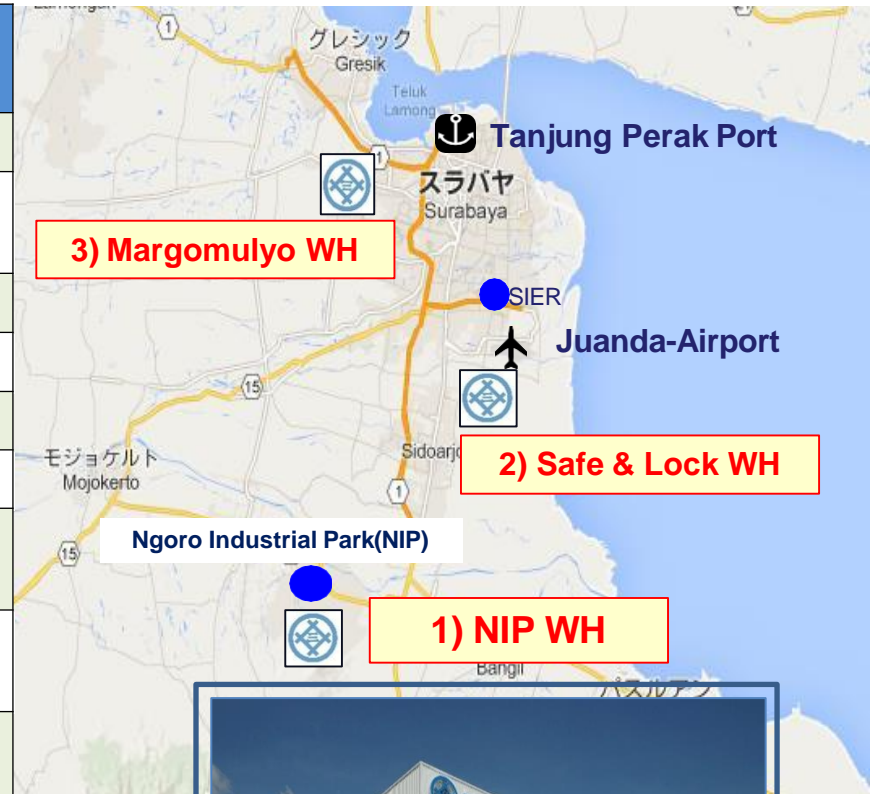 1
グレシック
Gresik
Teluk
Lamong
Tanjung Perak Port
1
スラバヤ
Surabaya
3) Margomulyo WH
SIER
Juanda-Airport
15
モジョケルト
Mojokerto
Sidoarjo
2) Safe & Lock WH
1
Ngoro Industrial Park(NIP)
15
1) NIP WH
Bangil
パスルアン